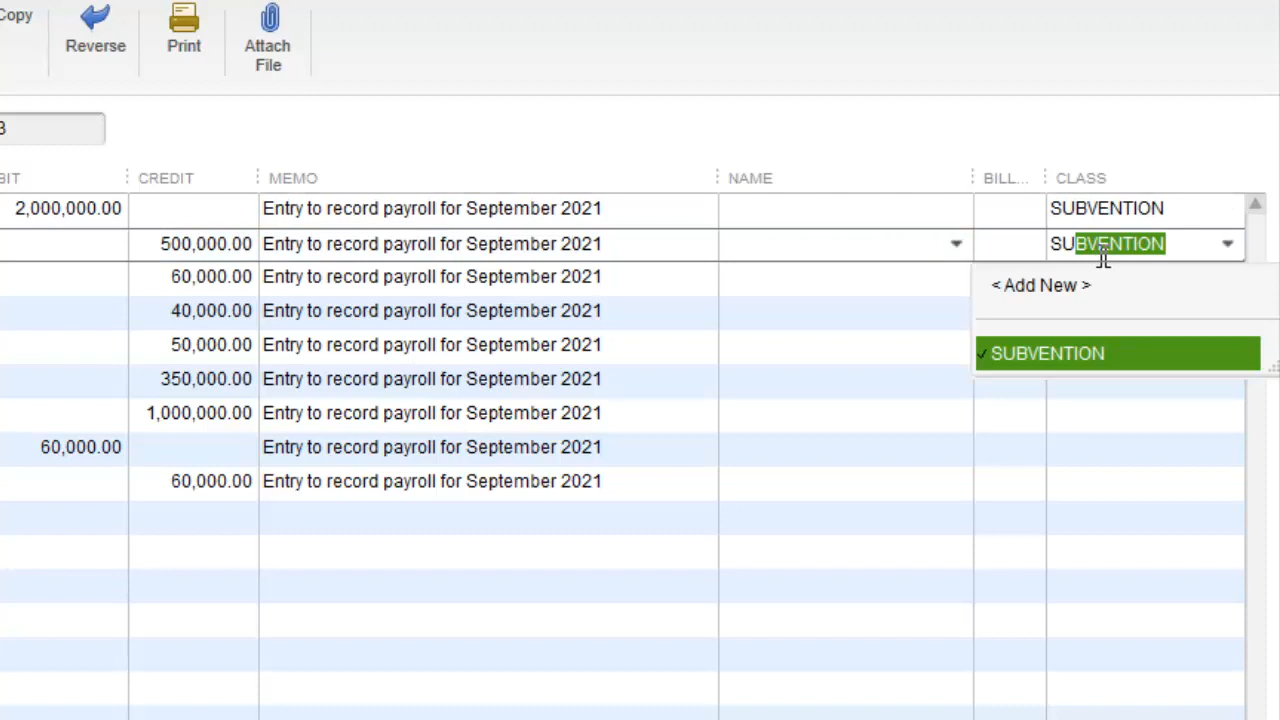 Copy
Reverse
Print
Attach
File
3
BIT CREDIT MEMO NAME BILL... CLASS
2,000,000.00 Entry to record payroll for September 2021 SUBVENTION
500,000.00 Entry to record payroll for September 2021 SUBVENTION
60,000.00 Entry to record payroll for September 2021 < Add New >
40,000.00 Entry to record payroll for September 2021
50,000.00 Entry to record payroll for September 2021 SUBVENTION
350,000.00 Entry to record payroll for September 2021
1,000,000.00 Entry to record payroll for September 2021
60,000.00 Entry to record payroll for September 2021
60,000.00 Entry to record payroll for September 2021